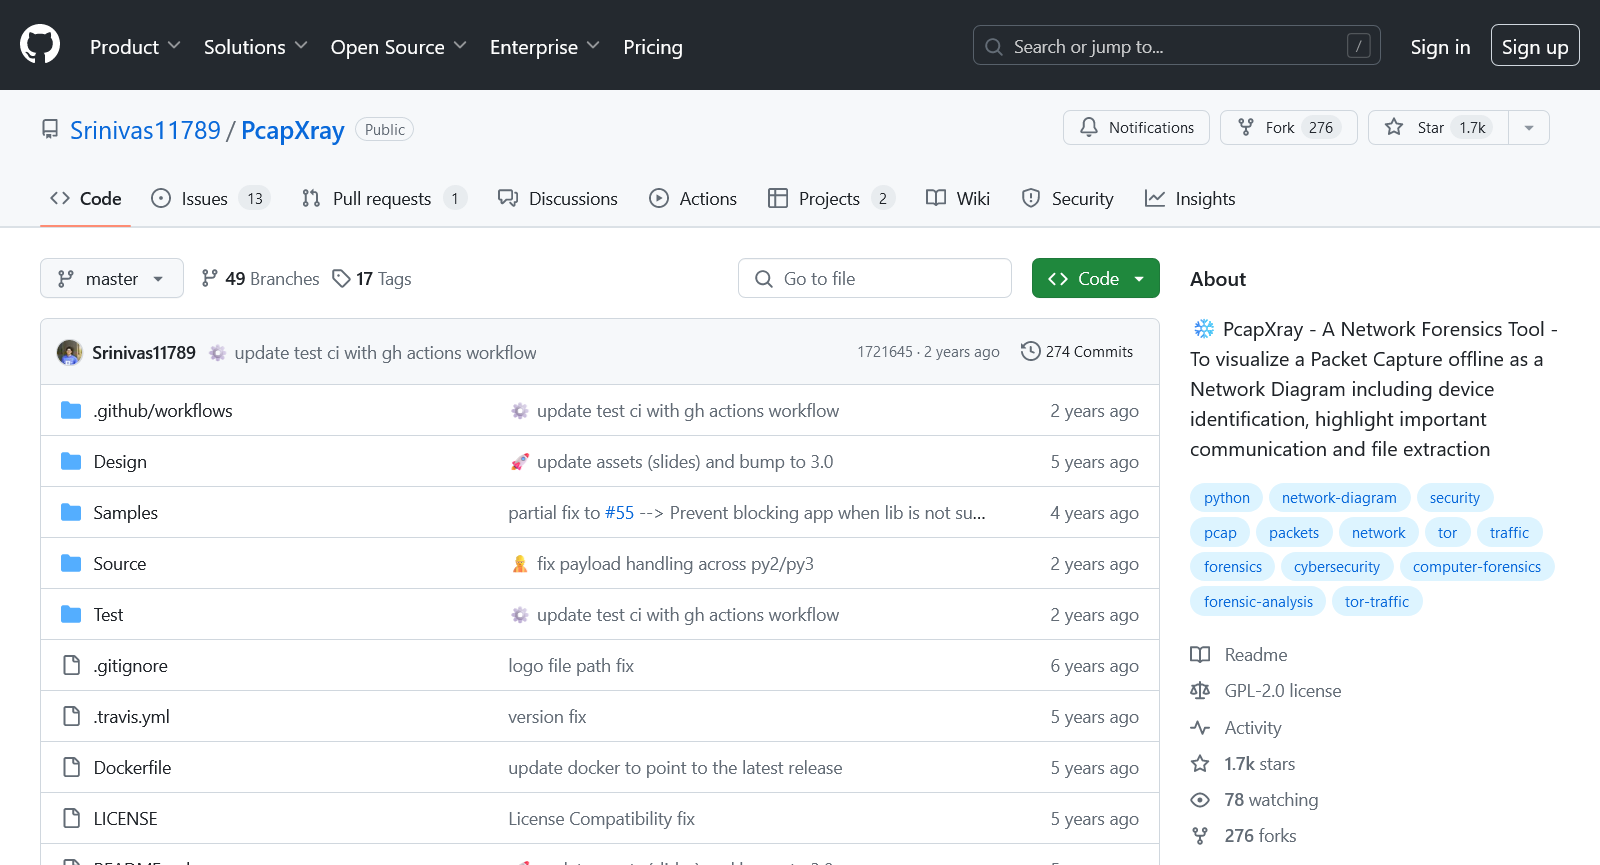 Product Solutions Open Source Enterprise Pricing Search or jump to... / Sign in Sign up
Srinivas11789 / PcapXray Public Notifications Fork 276 Star 1.7k
Code Issues 13 Pull requests 1 Discussions Actions Projects 2 Wiki Security Insights
master 49 Branches 17 Tags Go to file Code
Srinivas11789 update test ci with gh actions workflow 1721645 · 2 years ago 274 Commits
.github/workflows update test ci with gh actions workflow 2 years ago
Design update assets (slides) and bump to 3.0 5 years ago
Samples partial fix to #55 --> Prevent blocking app when lib is not su... 4 years ago
Source fix payload handling across py2/py3 2 years ago
Test update test ci with gh actions workflow 2 years ago
.gitignore logo file path fix 6 years ago
.travis.yml version fix 5 years ago
Dockerfile update docker to point to the latest release 5 years ago
LICENSE License Compatibility fix 5 years ago
About
PcapXray - A Network Forensics Tool -
To visualize a Packet Capture offline as a
Network Diagram including device
identification, highlight important
communication and file extraction
python network-diagram security
pcap packets network tor traffic
forensics cybersecurity computer-forensics
forensic-analysis tor-traffic
Readme
GPL-2.0 license
Activity
1.7k stars
78 watching
276 forks